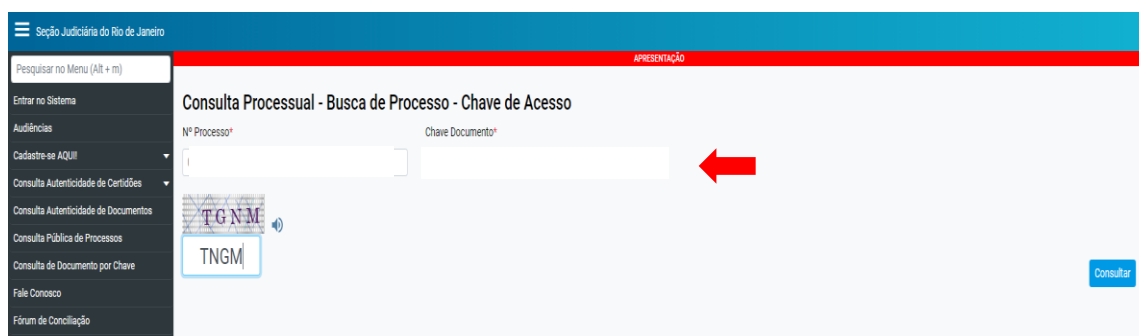 Seção Judiciária do Rio de Janeiro
APRESENTAÇÃO
Pesquisar no Menu (Alt + m)
Entrar no Sistema
Audiências
Cadastre-se AQUI!
Consulta Autenticidade de Certidões
Consulta Autenticidade de Documentos
Consulta Pública de Processos
Consulta de Documento por Chave
Fale Conosco
Fórum de Conciliação
Consulta Processual - Busca de Processo - Chave de Acesso
Nº Processo* Chave Documento*
TGNM
TNGM
Consultar